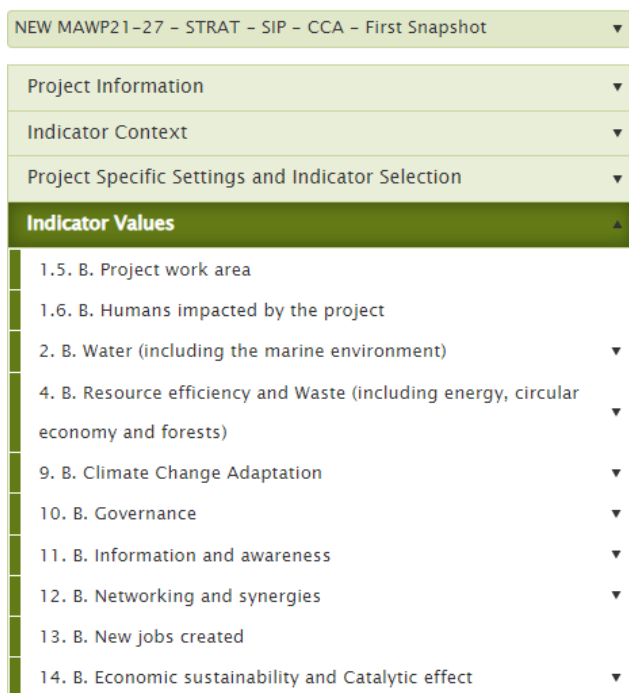 NEW MAWP21-27 - STRAT - SIP - CCA - First Snapshot
Project Information
Indicator Context
Project Specific Settings and Indicator Selection
Indicator Values
1.5. B. Project work area
1.6. B. Humans impacted by the project
2. B. Water (including the marine environment)
4. B. Resource efficiency and Waste (including energy, circular
economy and forests)
9. B. Climate Change Adaptation
10. B. Governance
11. B. Information and awareness
12. B. Networking and synergies
13. B. New jobs created
14. B. Economic sustainability and Catalytic effect